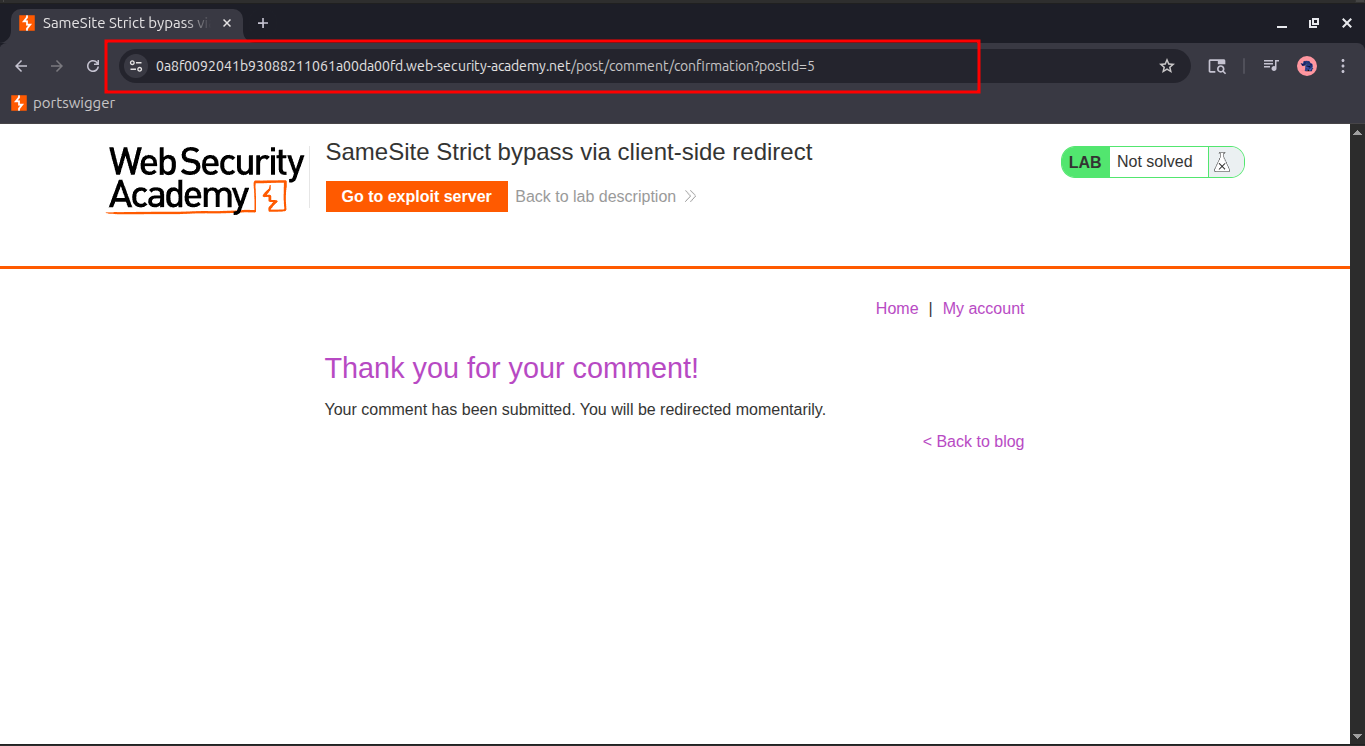 SameSite Strict bypass vi
0a8f0092041b93088211061a00da00fd.web-security-academy.net/post/comment/confirmation?postId=5
portswigger
WebSecurity
Academy
SameSite Strict bypass via client-side redirect
Go to exploit server
Back to lab description
LAB
Not solved
Home | My account
Thank you for your comment!
Your comment has been submitted. You will be redirected momentarily.
< Back to blog